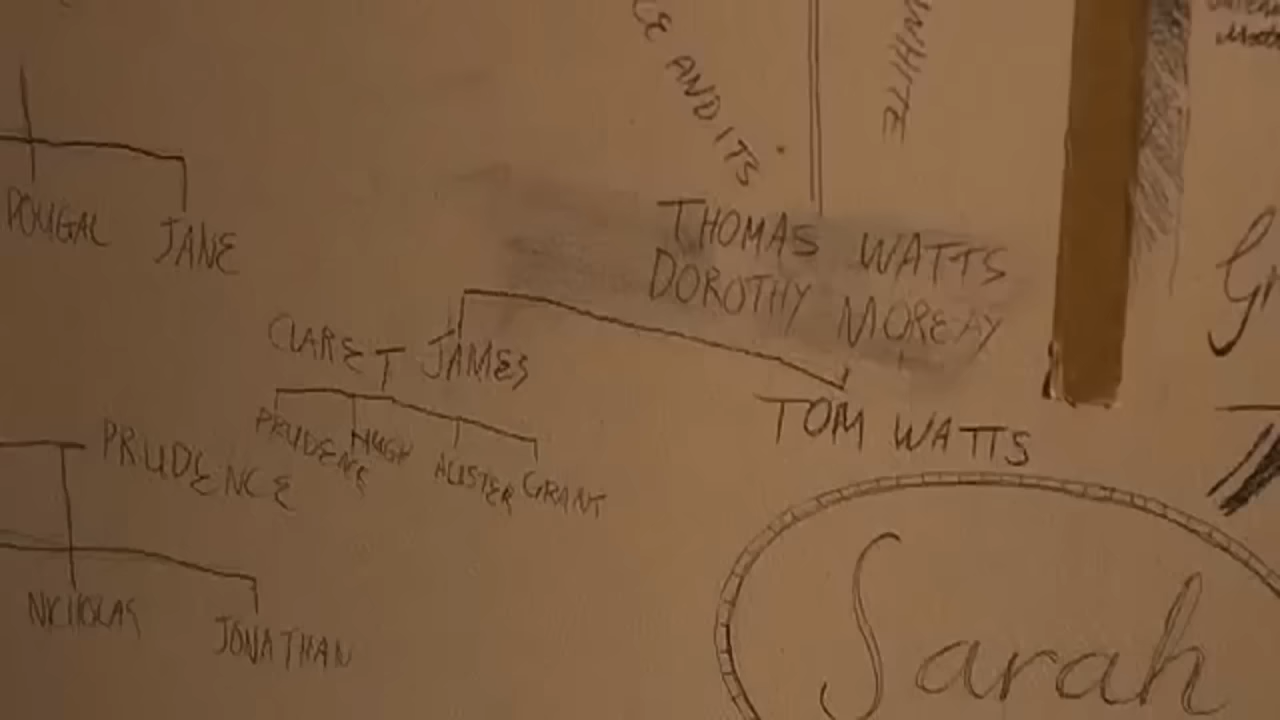 E AND ITS
WHITE
THOMAS WATTS
DOROTHY MOREAY
DOUGAL JANE
CLARE T JAMES
PRUDENCE HUGH ALISTER GRANT
TOM WATTS
PRUDENCE
NICHOLAS JONATHAN
Sarah